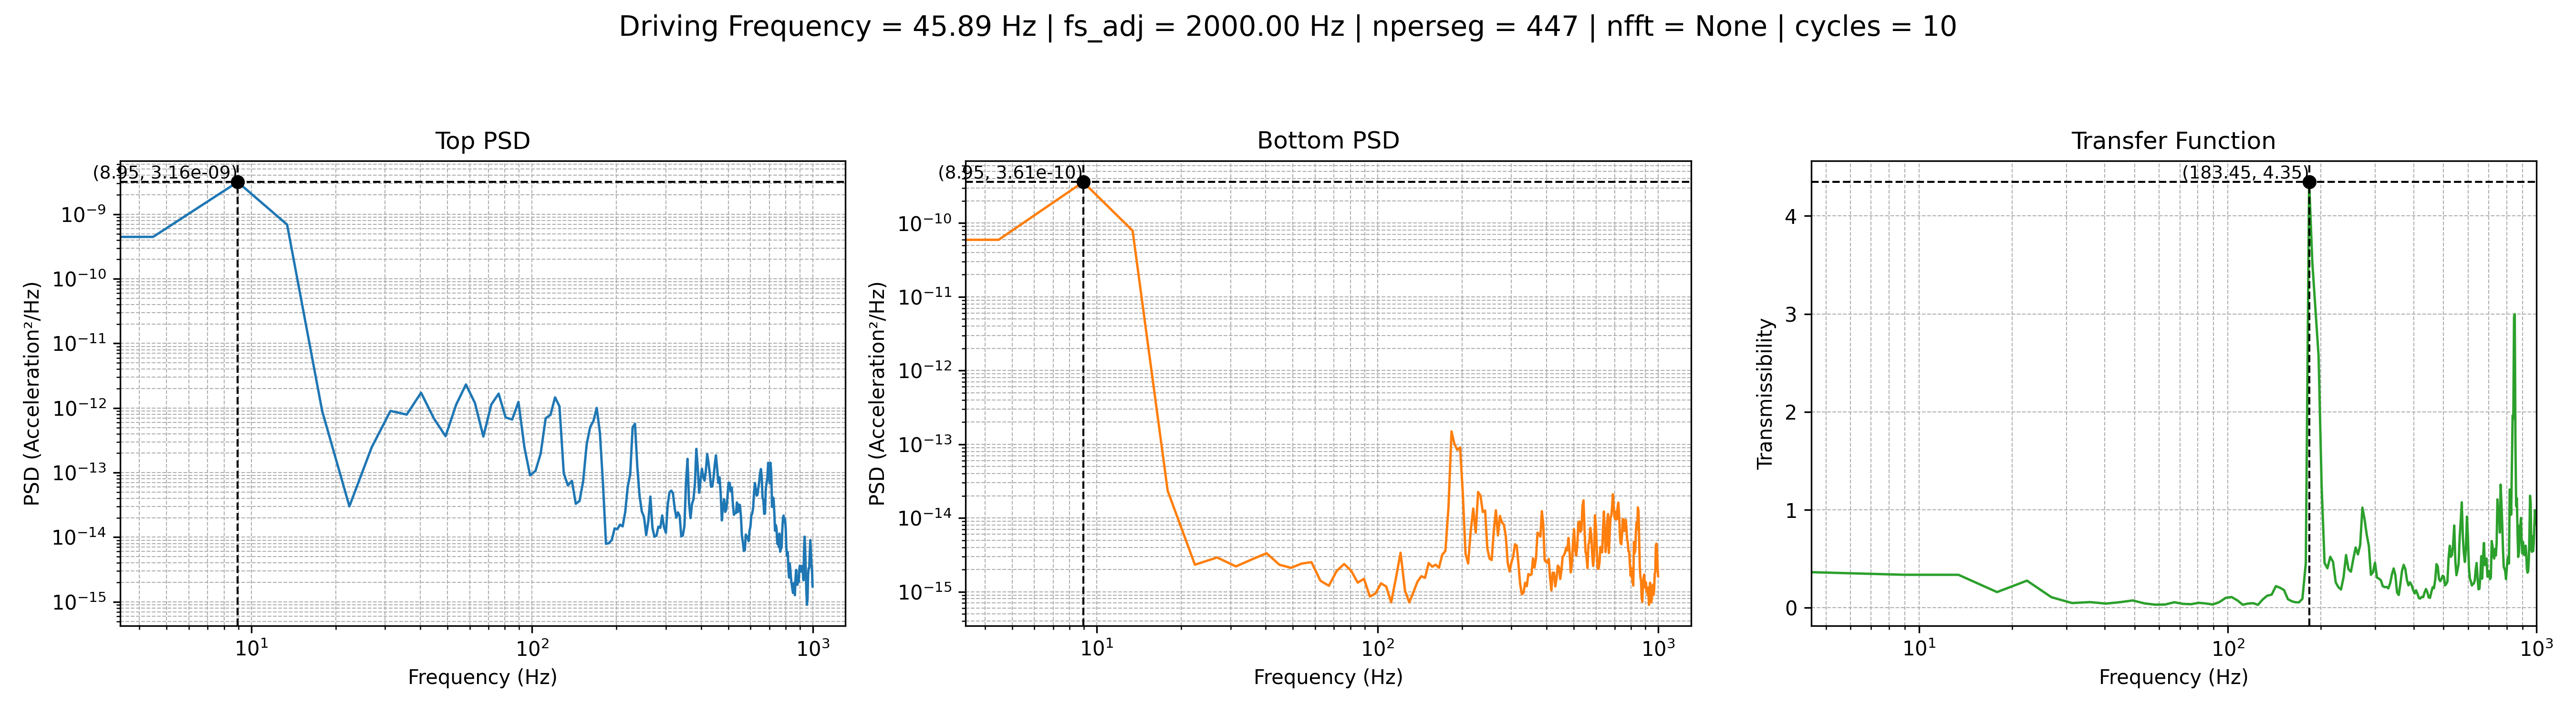 Driving Frequency = 45.89 Hz | fs_adj = 2000.00 Hz | nperseg = 447 | nfft = None | cycles = 10
Top PSD
(8.95, 3.16e-09)
10⁻⁹
10⁻¹⁰
10⁻¹¹
10⁻¹²
10⁻¹³
10⁻¹⁴
10⁻¹⁵
PSD (Acceleration²/Hz)
10¹
10²
10³
Frequency (Hz)
Bottom PSD
(8.95, 3.61e-10)
10⁻¹⁰
10⁻¹¹
10⁻¹²
10⁻¹³
10⁻¹⁴
10⁻¹⁵
PSD (Acceleration²/Hz)
10¹
10²
10³
Frequency (Hz)
Transfer Function
(183.45, 4.35)
4
3
2
1
0
Transmissibility
10¹
10²
10³
Frequency (Hz)